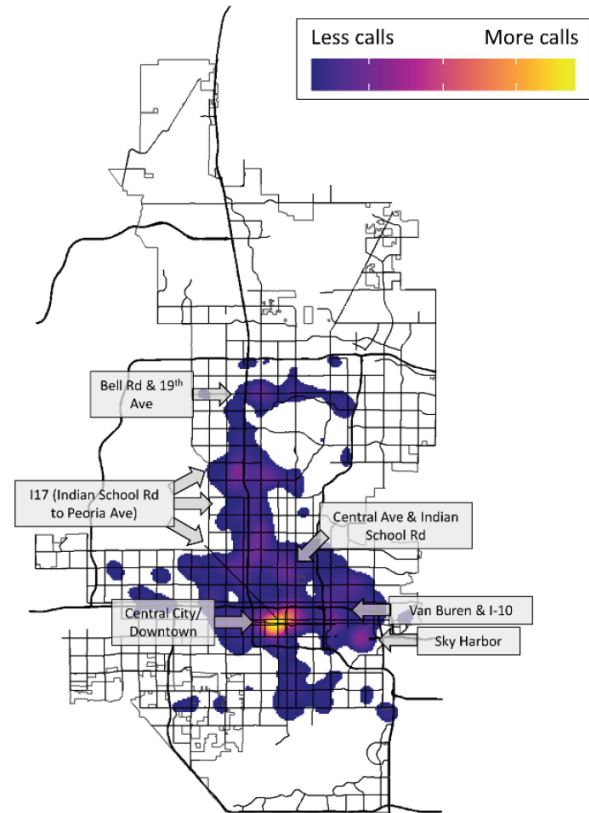 Less calls More calls
Bell Rd & 19th
Ave
I17 (Indian School Rd
to Peoria Ave)
Central Ave & Indian
School Rd
Central City/
Downtown
Van Buren & I-10
Sky Harbor